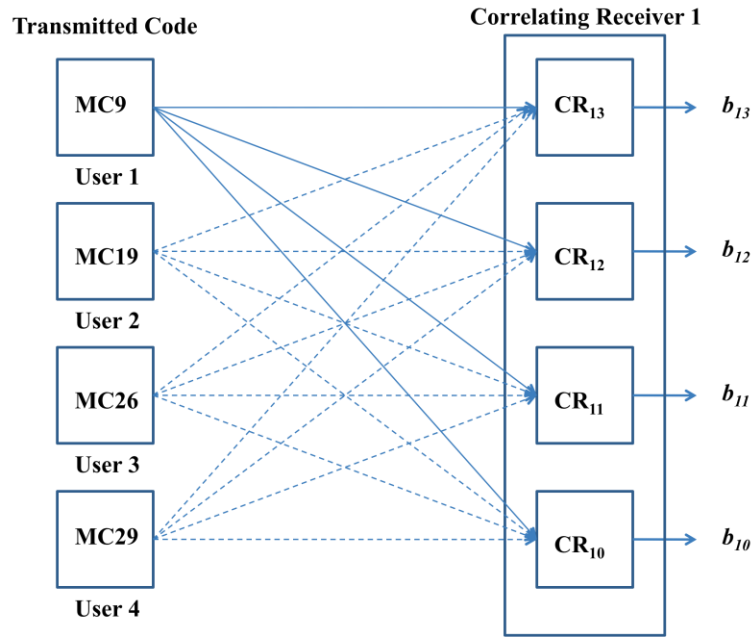 Transmitted Code
Correlating Receiver 1
MC9
CR13
b13
User 1
MC19
CR12
b12
User 2
MC26
CR11
b11
User 3
MC29
CR10
b10
User 4